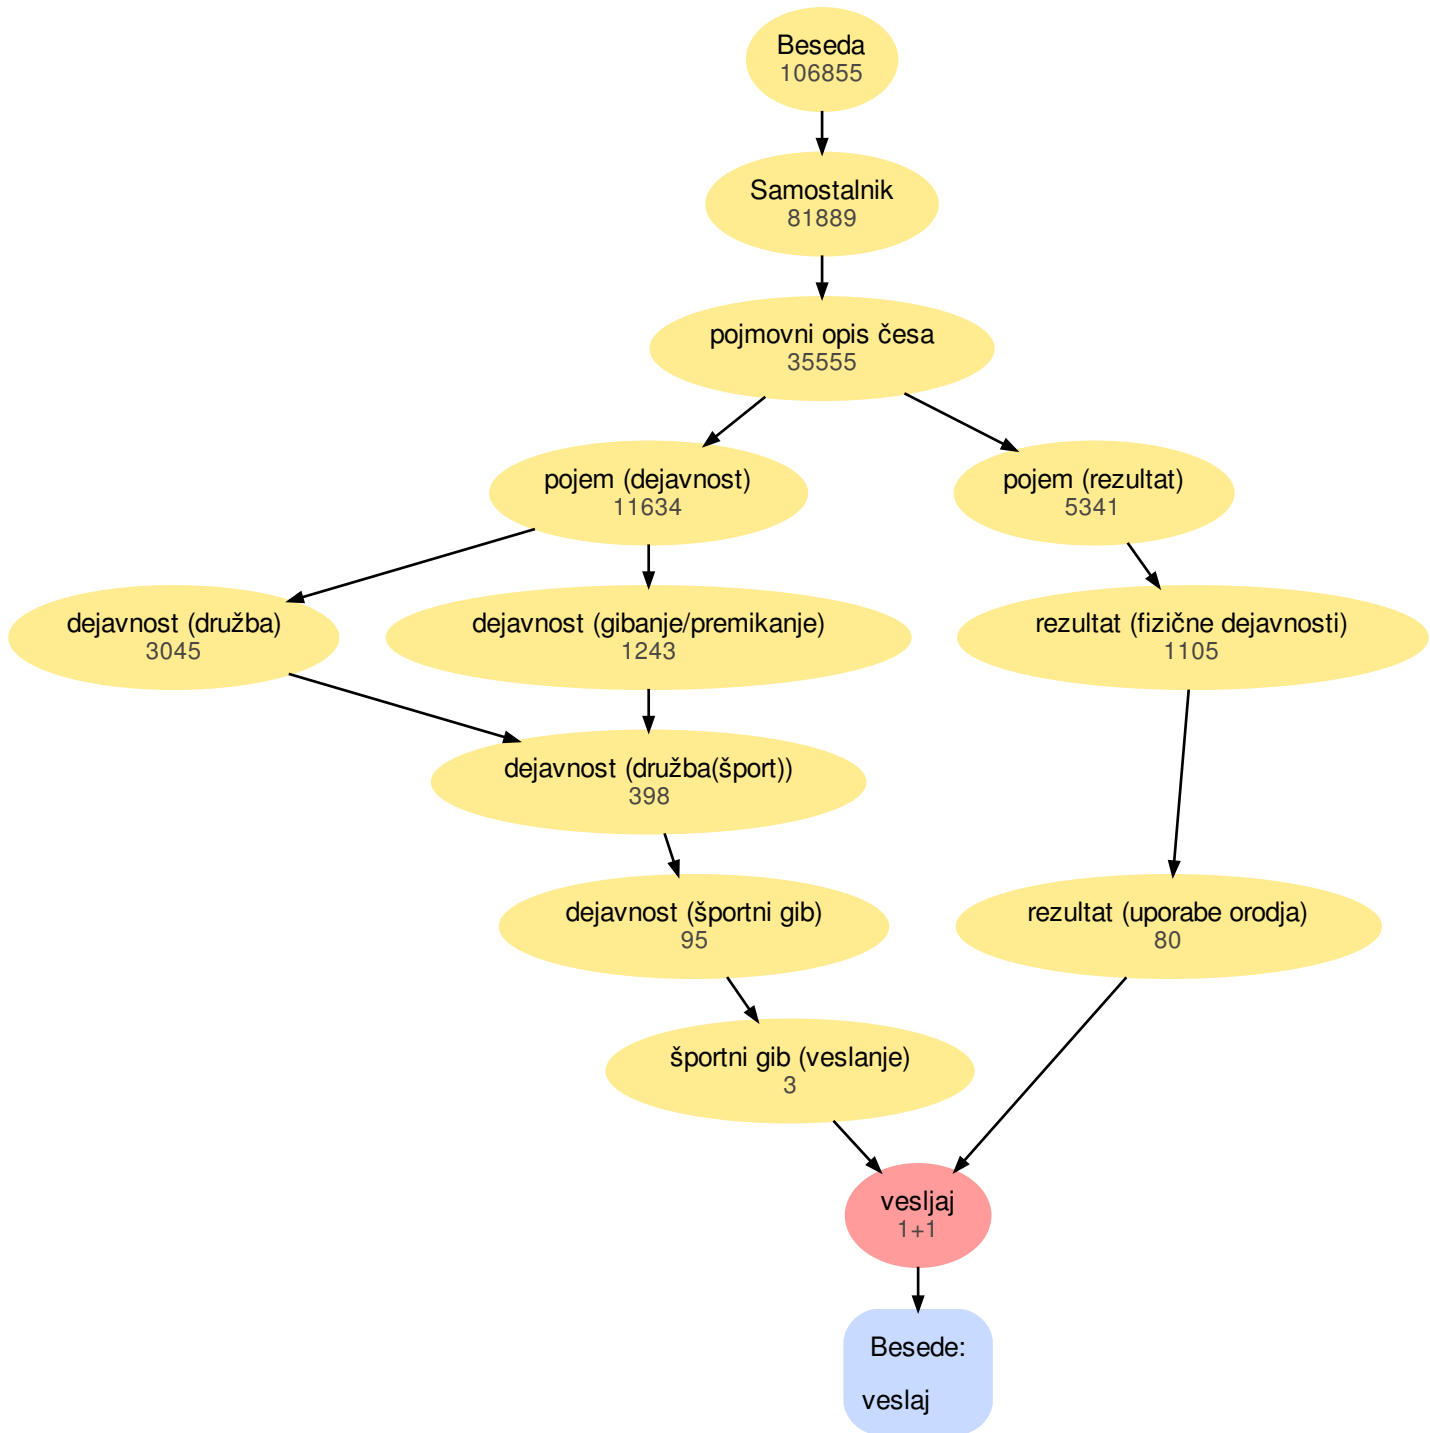 Beseda
106855
Samostalnik
81889
pojmovni opis česa
35555
pojem (dejavnost)
11634
pojem (rezultat)
5341
dejavnost (družba)
3045
dejavnost (gibanje/premikanje)
1243
rezultat (fizične dejavnosti)
1105
dejavnost (družba(šport))
398
dejavnost (športni gib)
95
rezultat (uporabe orodja)
80
športni gib (veslanje)
3
vesljaj
1+1
Besede:
veslaj